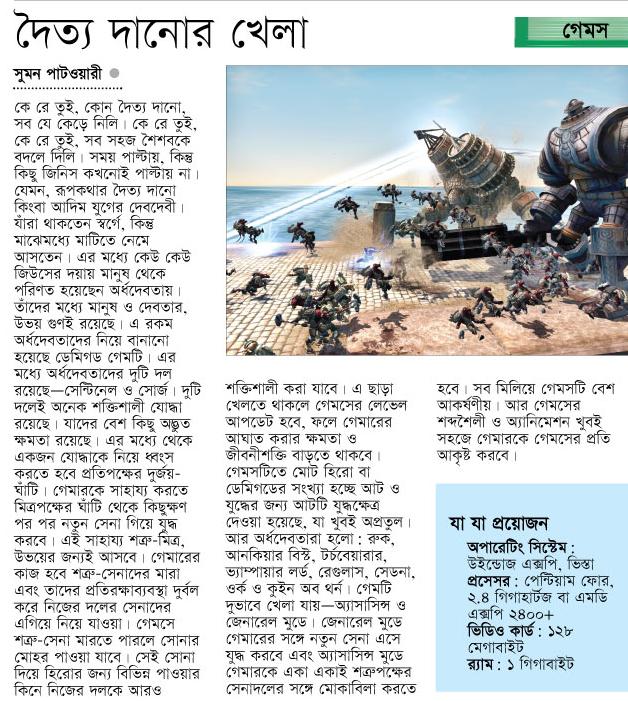 দৈত্য দানোর খেলা
গেমস
সুমন পাটওয়ারী
কে রে তুই, কোন দৈত্য দানো,
সব যে কেড়ে নিলি। কে রে তুই,
কে রে তুই, সব সহজ শৈশবকে
বদলে দিলি। সময় পাল্টায়, কিন্তু
কিছু জিনিস কখনোই পাল্টায় না।
যেমন, রূপকথার দৈত্য দানো
কিংবা আদিম যুগের দেবদেবী।
যাঁরা থাকতেন স্বর্গে, কিন্তু
মাঝেমধ্যে মাটিতে নেমে
আসতেন। এর মধ্যে কেউ কেউ
জিউসের দয়ায় মানুষ থেকে
পরিণত হয়েছেন অর্ধদেবতায়।
তাঁদের মধ্যে মানুষ ও দেবতার,
উভয় গুণই রয়েছে। এ রকম
অর্ধদেবতাদের নিয়ে বানানো
হয়েছে ডেমিগড গেমটি। এর
মধ্যে অর্ধদেবতাদের দুটি দল
রয়েছে—সেন্টিনেল ও সোর্জ। দুটি
দলেই অনেক শক্তিশালী যোদ্ধা
রয়েছে। যাদের বেশ কিছু অদ্ভুত
ক্ষমতা রয়েছে। এর মধ্যে থেকে
একজন যোদ্ধাকে নিয়ে ধ্বংস
করতে হবে প্রতিপক্ষের দুর্জয়-
ঘাঁটি। গেমারকে সাহায্য করতে
মিত্রপক্ষের ঘাঁটি থেকে কিছুক্ষণ
পর পর নতুন সেনা গিয়ে যুদ্ধ
করবে। এই সাহায্য শত্রু-মিত্র,
উভয়ের জন্যই আসবে। গেমারের
কাজ হবে শত্রু-সেনাদের মারা
এবং তাদের প্রতিরক্ষাব্যবস্থা দুর্বল
করে নিজের দলের সেনাদের
এগিয়ে নিয়ে যাওয়া। গেমসে
শত্রু-সেনা মারতে পারলে সোনার
মোহর পাওয়া যাবে। সেই সোনা
দিয়ে হিরোর জন্য বিভিন্ন পাওয়ার
কিনে নিজের দলকে আরও
শক্তিশালী করা যাবে। এ ছাড়া
খেলতে থাকলে গেমসের লেভেল
আপডেট হবে, ফলে গেমারের
আঘাত করার ক্ষমতা ও
জীবনীশক্তি বাড়তে থাকবে।
গেমসটিতে মোট হিরো বা
ডেমিগডের সংখ্যা হচ্ছে আট ও
যুদ্ধের জন্য আটটি যুদ্ধক্ষেত্র
দেওয়া হয়েছে, যা খুবই অপ্রতুল।
আর অর্ধদেবতারা হলো : রুক,
আনকিয়ার বিস্ট, টর্চবেয়ারার,
ভ্যাম্পায়ার লর্ড, রেগুলাস, সেডনা,
ওর্ক ও কুইন অব থর্ন। গেমটি
দুভাবে খেলা যায়—অ্যাসাসিন্স ও
জেনারেল মুডে। জেনারেল মুডে
গেমারের সঙ্গে নতুন সেনা এসে
যুদ্ধ করবে এবং অ্যাসাসিন্স মুডে
গেমারকে একা একাই শত্রুপক্ষের
সেনাদলের সঙ্গে মোকাবিলা করতে
হবে। সব মিলিয়ে গেমসটি বেশ
আকর্ষণীয়। আর গেমসের
শব্দশৈলী ও অ্যানিমেশন খুবই
সহজে গেমারকে গেমসের প্রতি
আকৃষ্ট করবে।
যা যা প্রয়োজন
অপারেটিং সিস্টেম :
উইন্ডোজ এক্সপি, ভিস্তা
প্রসেসর : পেন্টিয়াম ফোর,
২.৪ গিগাহার্টজ বা এমডি
এক্সপি ২৪০০+
ভিডিও কার্ড : ১২৮
মেগাবাইট
র‍্যাম : ১ গিগাবাইট